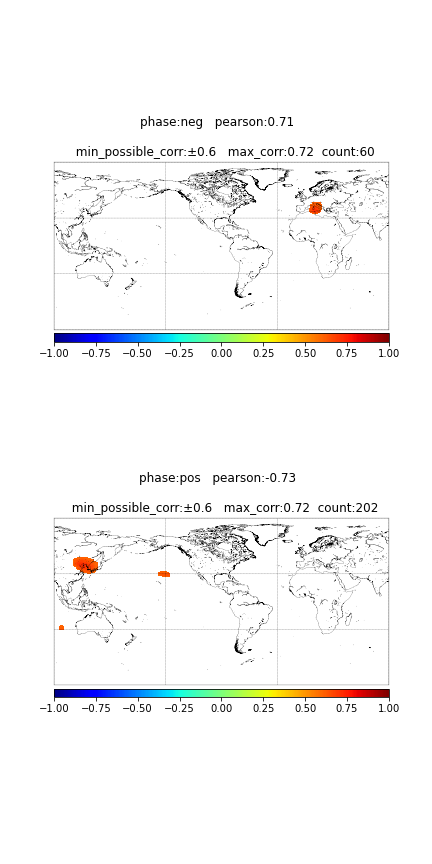 phase:neg   pearson:0.71
min_possible_corr:±0.6   max_corr:0.72  count:60
−1.00 −0.75 −0.50 −0.25 0.00 0.25 0.50 0.75 1.00
phase:pos   pearson:-0.73
min_possible_corr:±0.6   max_corr:0.72  count:202
−1.00 −0.75 −0.50 −0.25 0.00 0.25 0.50 0.75 1.00